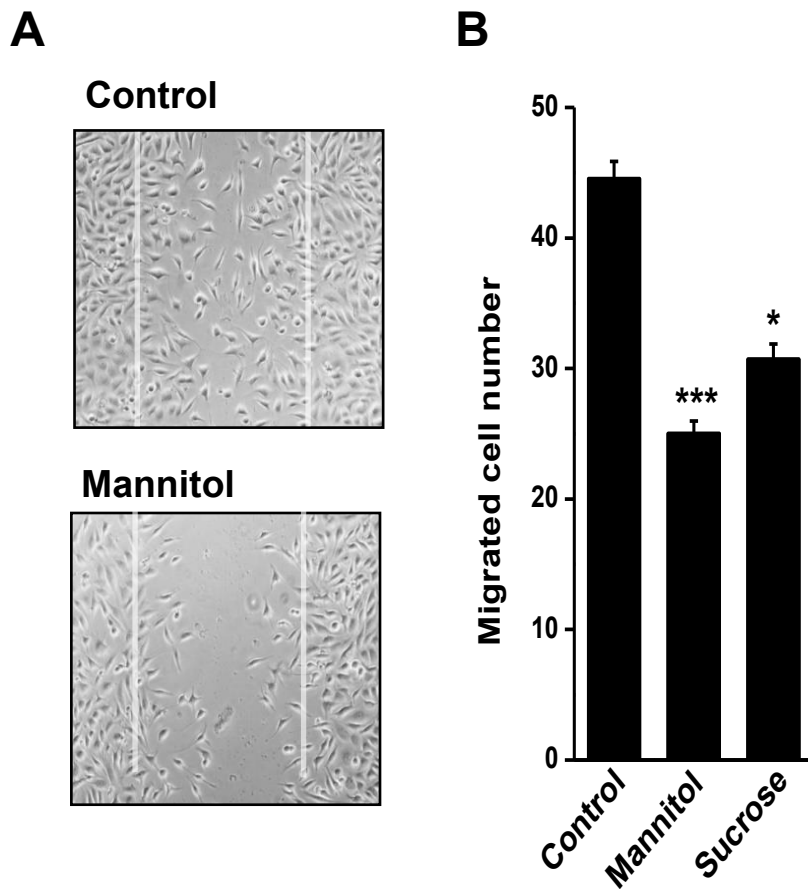 A
Control
Mannitol
B
Migrated cell number
50
40
30
20
10
0
***
*
Control
Mannitol
Sucrose